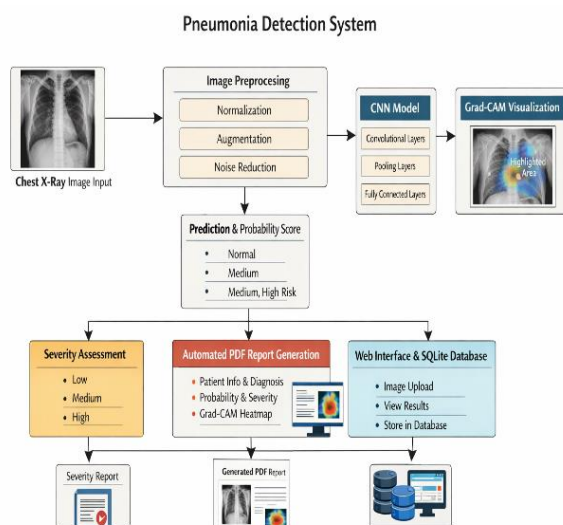 Pneumonia Detection System
Image Preprocesing
Normalization
Augmentation
Noise Reduction
Chest X-Ray Image Input
CNN Model
Convolutional Layers
Pooling Layers
Fully Connected Layers
Grad-CAM Visualization
Highlighted
Area
Prediction & Probability Score
• Normal
• Medium
• Medium, High Risk
Severity Assessment
• Low
• Medium
• High
Automated PDF Report Generation
• Patient Info & Diagnosis
• Probability & Severity
• Grad-CAM Heatmap
Web Interface & SQLite Database
• Image Upload
• View Results
• Store in Database
Severity Report
Generated PDF Report